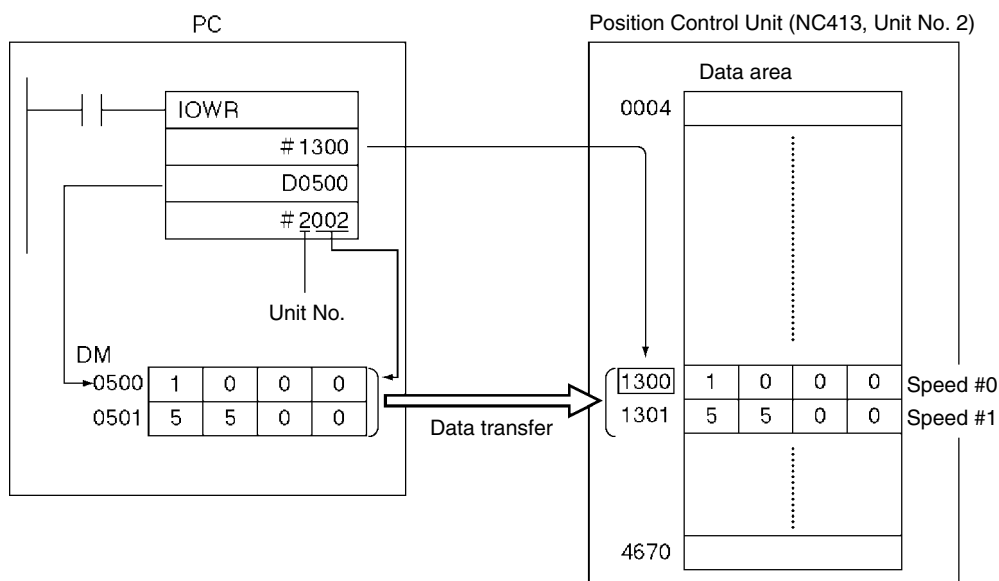 PC
IOWR
#1300
D0500
#2002
Unit No.
DM
0500 1 0 0 0
0501 5 5 0 0
Data transfer
Position Control Unit (NC413, Unit No. 2)
Data area
0004
1300 1 0 0 0 Speed #0
1301 5 5 0 0 Speed #1
4670